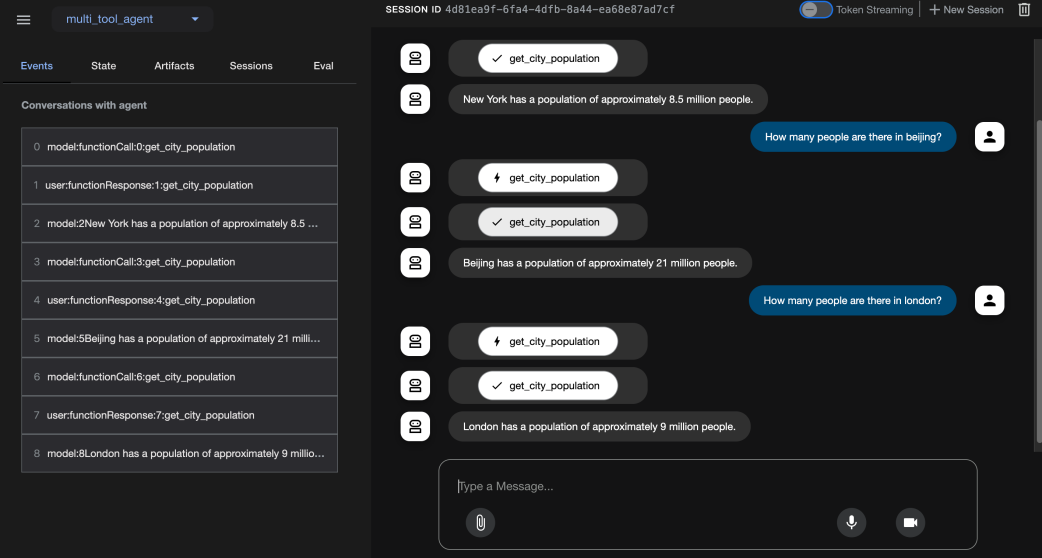 multi_tool_agent
SESSION ID 4d81ea9f-6fa4-4dfb-8a44-ea68e87ad7cf
Token Streaming
New Session
Events
State
Artifacts
Sessions
Eval
Conversations with agent
0 model:functionCall:0:get_city_population
1 user:functionResponse:1:get_city_population
2 model:2New York has a population of approximately 8.5 ...
3 model:functionCall:3:get_city_population
4 user:functionResponse:4:get_city_population
5 model:5Beijing has a population of approximately 21 milli...
6 model:functionCall:6:get_city_population
7 user:functionResponse:7:get_city_population
8 model:8London has a population of approximately 9 millio...
get_city_population
New York has a population of approximately 8.5 million people.
How many people are there in beijing?
get_city_population
get_city_population
Beijing has a population of approximately 21 million people.
How many people are there in london?
get_city_population
get_city_population
London has a population of approximately 9 million people.
Type a Message...